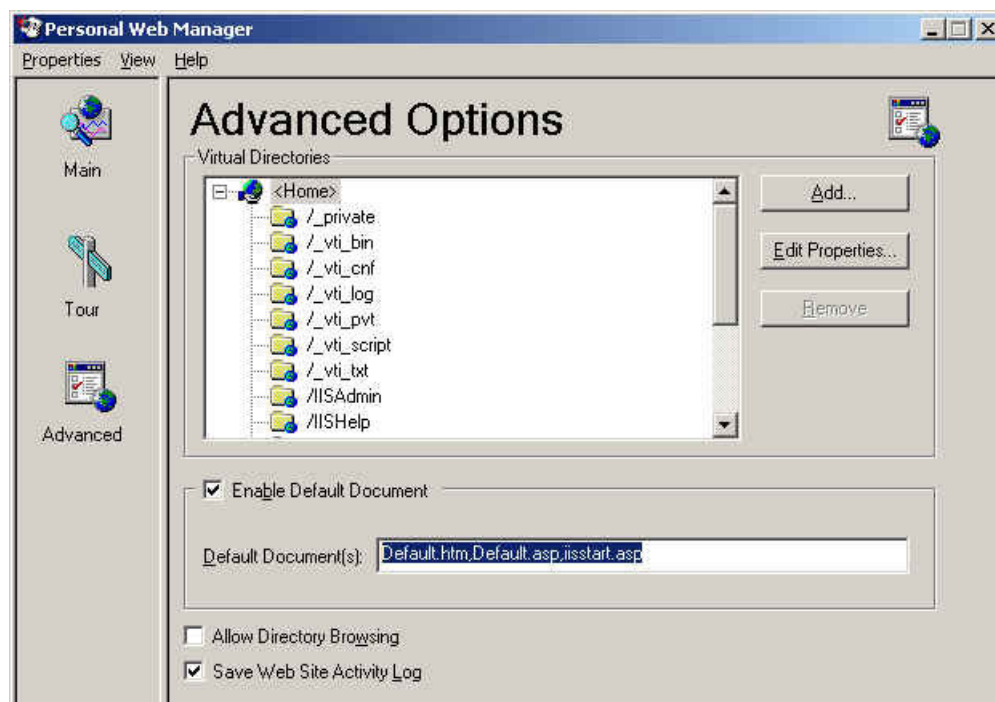 Personal Web Manager
Properties View Help
Main
Tour
Advanced
Advanced Options
Virtual Directories
<Home>
/_private
/_vti_bin
/_vti_cnf
/_vti_log
/_vti_pvt
/_vti_script
/_vti_txt
/IISAdmin
/IISHelp
Add...
Edit Properties...
Remove
Enable Default Document
Default Document(s): Default.htm,Default.asp,iisstart.asp
Allow Directory Browsing
Save Web Site Activity Log